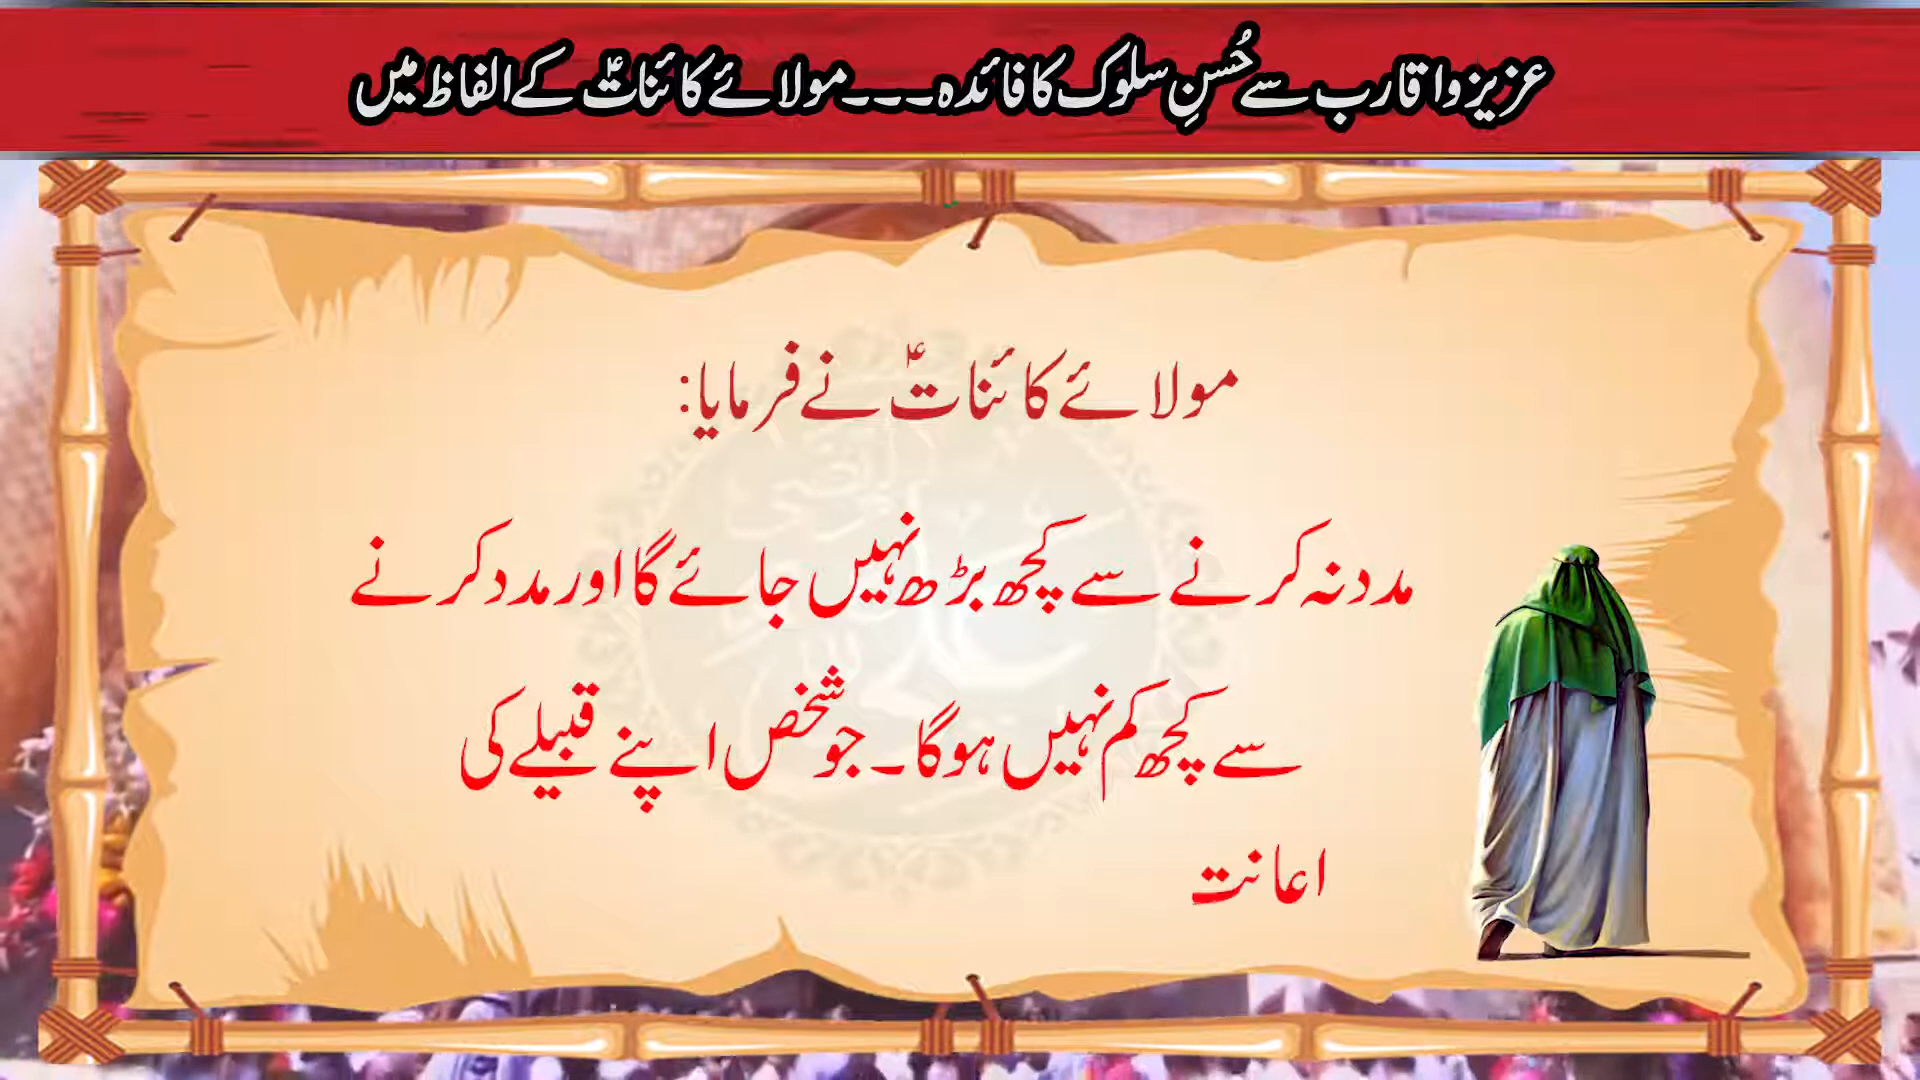 عزیز و اقارب سے حُسنِ سلوک کا فائدہ۔۔۔مولائے کائناتؑ کے الفاظ میں
مولائے کائناتؑ نے فرمایا:
مدد نہ کرنے سے کچھ بڑھ نہیں جائے گا اور مدد کرنے
سے کچھ کم نہیں ہوگا۔ جو شخص اپنے قبیلے کی
اعانت